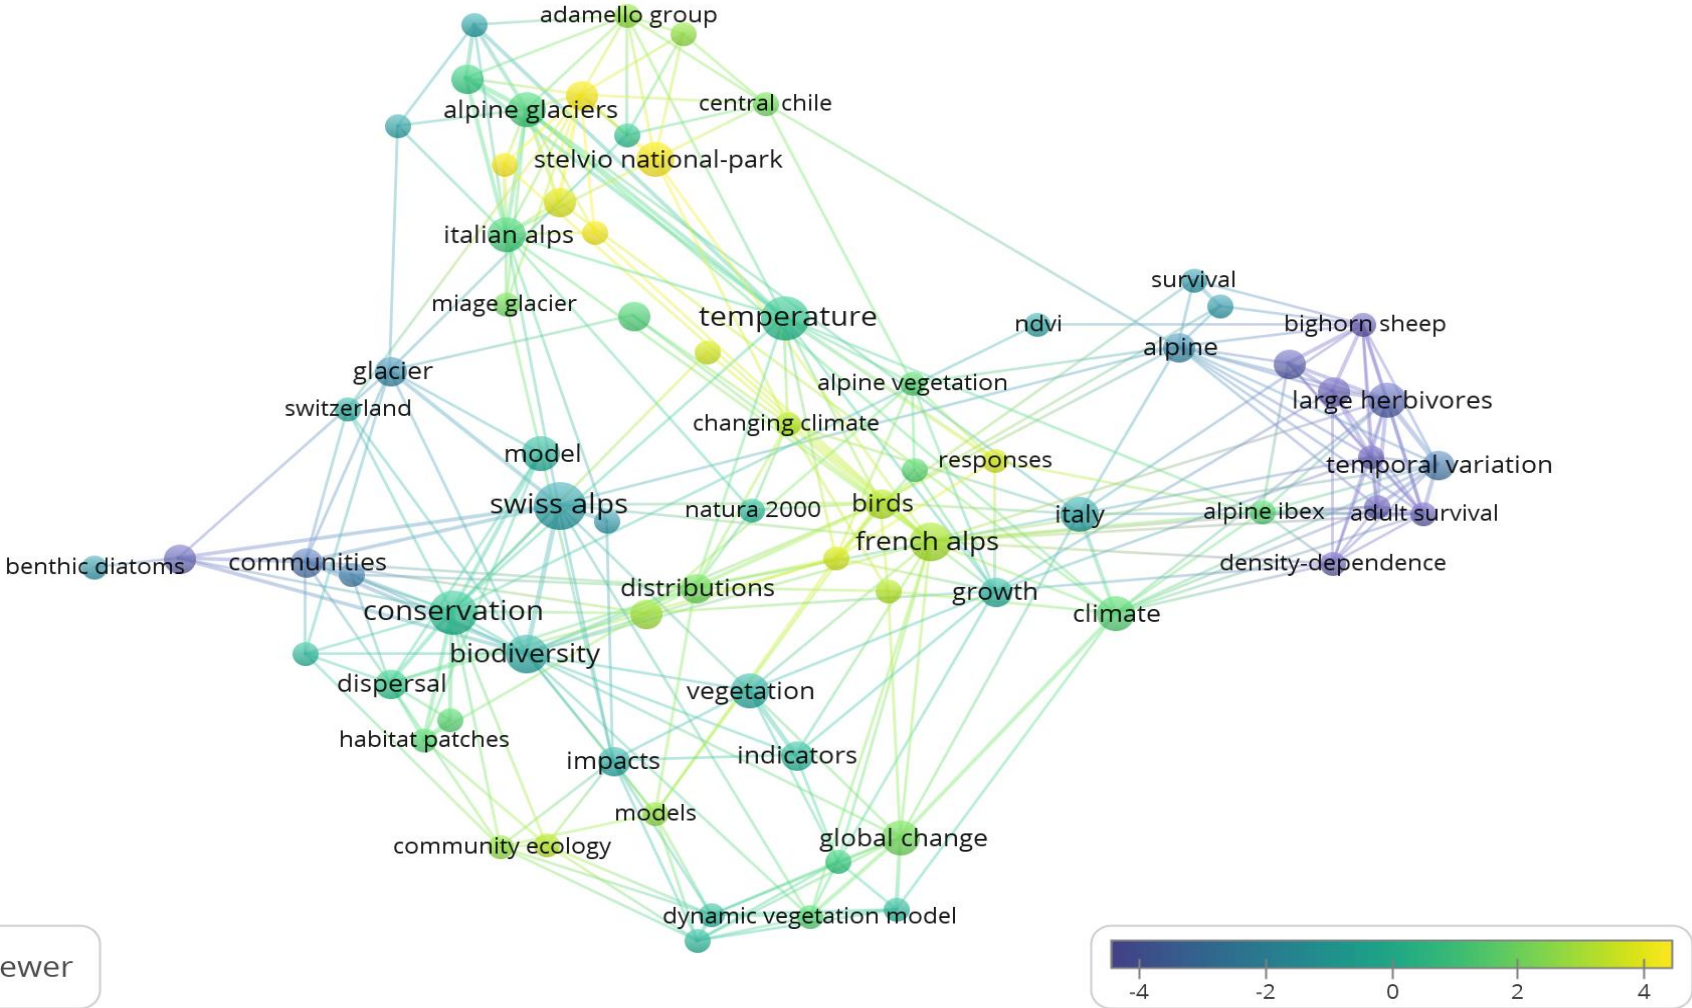 adamello group
central chile
alpine glaciers
stelvio national-park
italian alps
survival
miage glacier
temperature
ndvi
bighorn sheep
alpine
glacier
alpine vegetation
switzerland
large herbivores
changing climate
model
responses
temporal variation
swiss alps
natura 2000
birds
italy
alpine ibex
adult survival
french alps
benthic diatoms
communities
density-dependence
distributions
growth
conservation
climate
biodiversity
dispersal
vegetation
habitat patches
impacts
indicators
models
community ecology
global change
dynamic vegetation model
ewer
-4 -2 0 2 4